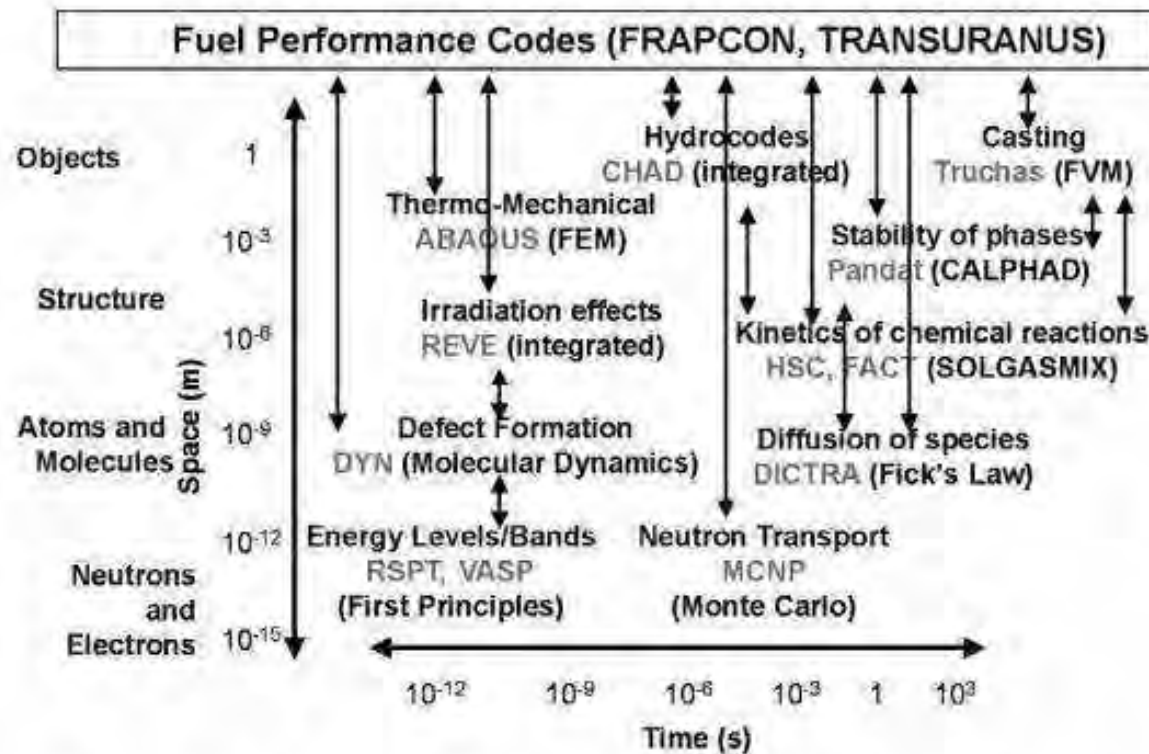 Fuel Performance Codes (FRAPCON, TRANSURANUS)
Objects
Structure
Atoms and
Molecules
Neutrons
and
Electrons
Space (m)
1
10-3
10-6
10-9
10-12
10-15
Hydrocodes
CHAD (integrated)
Casting
Truchas (FVM)
Thermo-Mechanical
ABAQUS (FEM)
Stability of phases
Pandat (CALPHAD)
Irradiation effects
REVE (integrated)
Kinetics of chemical reactions
HSC, FACT (SOLGASMIX)
Defect Formation
DYN (Molecular Dynamics)
Diffusion of species
DICTRA (Fick's Law)
Energy Levels/Bands
RSPT, VASP
(First Principles)
Neutron Transport
MCNP
(Monte Carlo)
10-12 10-9 10-6 10-3 1 103
Time (s)